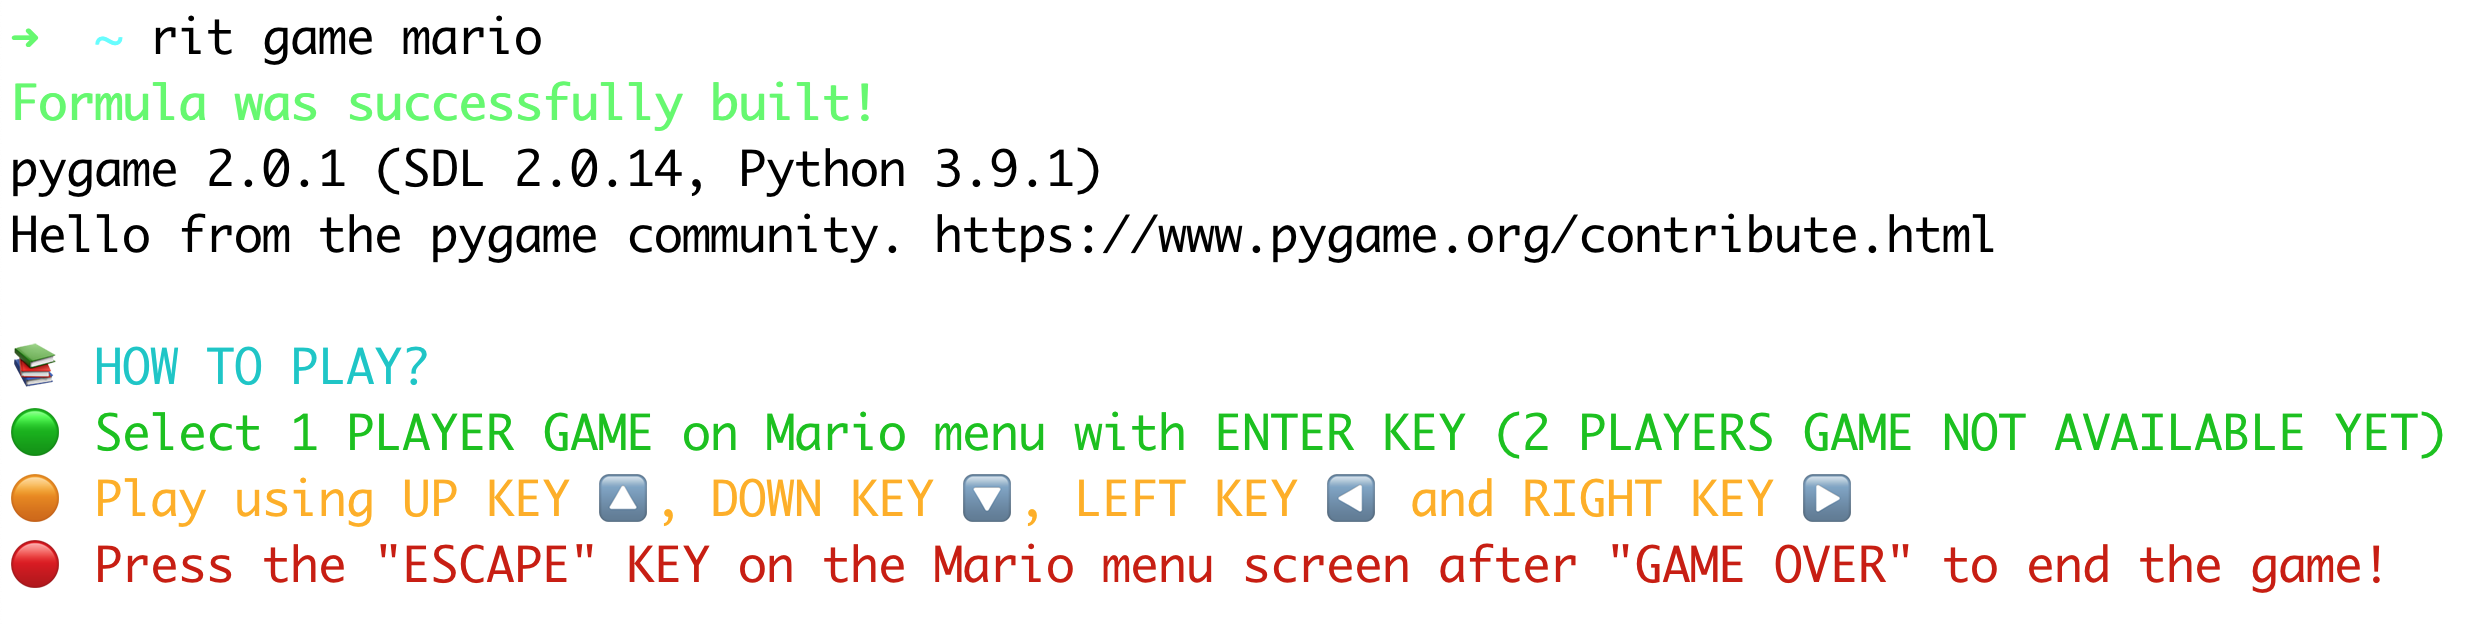 ➜ ~ rit game mario
Formula was successfully built!
pygame 2.0.1 (SDL 2.0.14, Python 3.9.1)
Hello from the pygame community. https://www.pygame.org/contribute.html
📚 HOW TO PLAY?
🟢 Select 1 PLAYER GAME on Mario menu with ENTER KEY (2 PLAYERS GAME NOT AVAILABLE YET)
🟠 Play using UP KEY 🔼, DOWN KEY 🔽, LEFT KEY ◀️ and RIGHT KEY ▶️
🔴 Press the "ESCAPE" KEY on the Mario menu screen after "GAME OVER" to end the game!